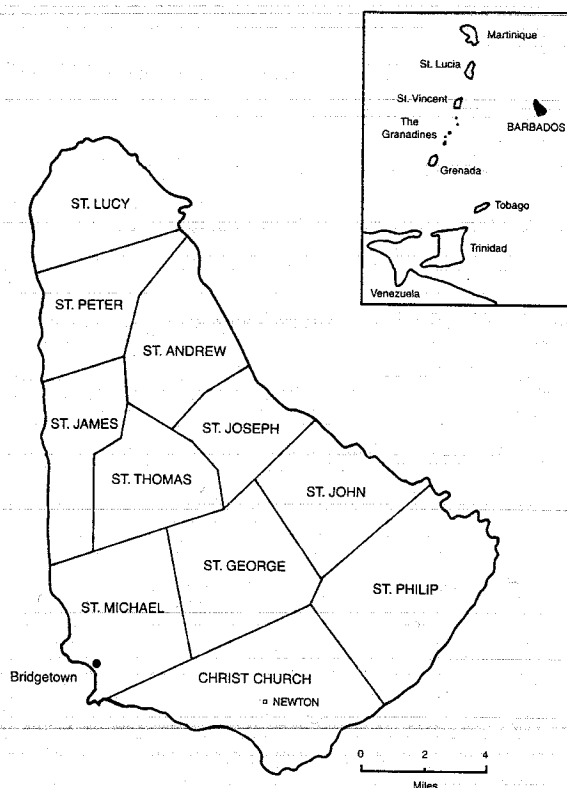 Martinique
St. Lucia
St. Vincent
The
Granadines
BARBADOS
Grenada
Tobago
Trinidad
Venezuela
ST. LUCY
ST. PETER
ST. ANDREW
ST. JAMES
ST. JOSEPH
ST. THOMAS
ST. JOHN
ST. GEORGE
ST. PHILIP
ST. MICHAEL
Bridgetown
CHRIST CHURCH
NEWTON
0 2 4
Miles